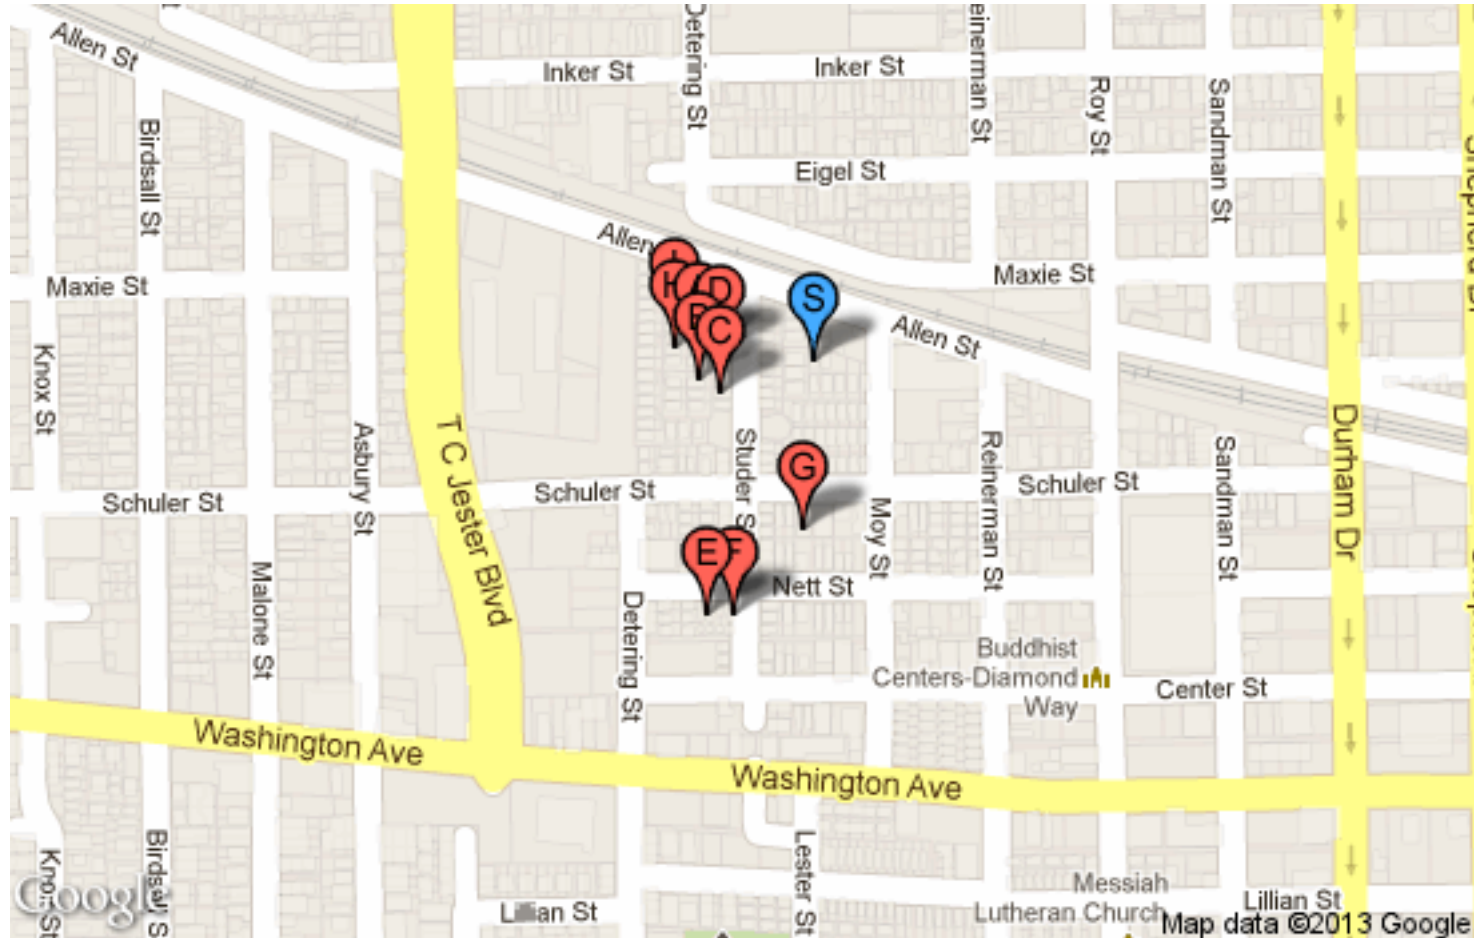 Allen St
Inker St
Inker St
Detering St
Reinerman St
Roy St
Sandman St
Birdsall St
Eigel St
Allen
Maxie St
Maxie St
H
D
S
C
Allen St
Knox St
Asbury St
T C Jester Blvd
Studer S
G
Reinerman St
Sandman St
Durham Dr
Schuler St
Schuler St
Schuler St
Moy St
E
F
Nett St
Malone St
Detering St
Buddhist
Centers-Diamond
Way
Center St
Washington Ave
Washington Ave
Birdsall S
Knox St
Lester St
Google
Lillian St
Messiah
Lutheran Church
Lillian St
Map data ©2013 Google